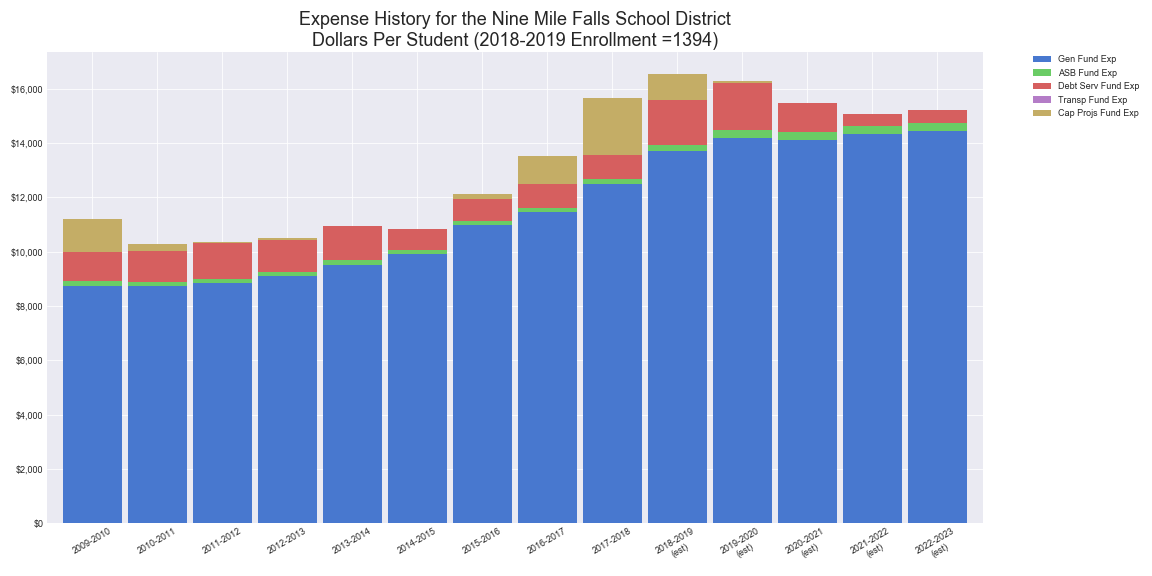 Expense History for the Nine Mile Falls School District
Dollars Per Student (2018-2019 Enrollment =1394)
Gen Fund Exp
ASB Fund Exp
Debt Serv Fund Exp
Transp Fund Exp
Cap Projs Fund Exp
$16,000
$14,000
$12,000
$10,000
$8,000
$6,000
$4,000
$2,000
$0
2009-2010
2010-2011
2011-2012
2012-2013
2013-2014
2014-2015
2015-2016
2016-2017
2017-2018
2018-2019
(est)
2019-2020
(est)
2020-2021
(est)
2021-2022
(est)
2022-2023
(est)